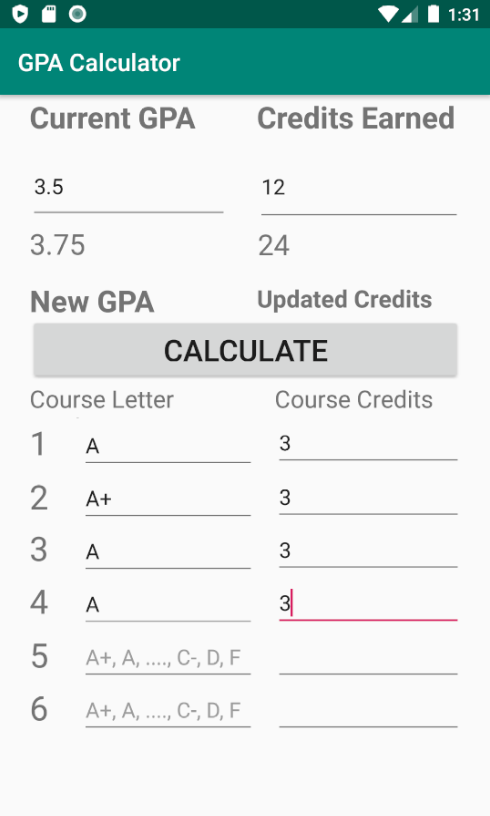 1:31
GPA Calculator
Current GPA Credits Earned
3.5 12
3.75 24
New GPA Updated Credits
CALCULATE
Course Letter Course Credits
1 A 3
2 A+ 3
3 A 3
4 A 3
5 A+, A, ...., C-, D, F
6 A+, A, ...., C-, D, F